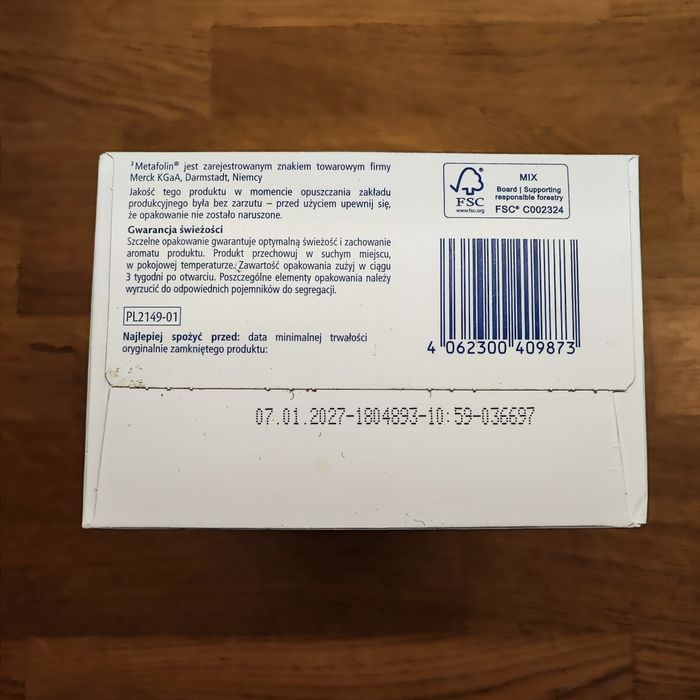 ³Metafolin® jest zarejestrowanym znakiem towarowym firmy
Merck KGaA, Darmstadt, Niemcy
Jakość tego produktu w momencie opuszczania zakładu
produkcyjnego była bez zarzutu – przed użyciem upewnij się,
że opakowanie nie zostało naruszone.
Gwarancja świeżości
Szczelne opakowanie gwarantuje optymalną świeżość i zachowanie
aromatu produktu. Produkt przechowuj w suchym miejscu,
w pokojowej temperaturze. Zawartość opakowania zużyj w ciągu
3 tygodni po otwarciu. Poszczególne elementy opakowania należy
wyrzucić do odpowiednich pojemników do segregacji.
PL2149-01
Najlepiej spożyć przed: data minimalnej trwałości
oryginalnie zamkniętego produktu:
FSC
www.fsc.org
MIX
Board | Supporting
responsible forestry
FSC® C002324
4 062300 409873
07.01.2027-1804893-10:59-036697